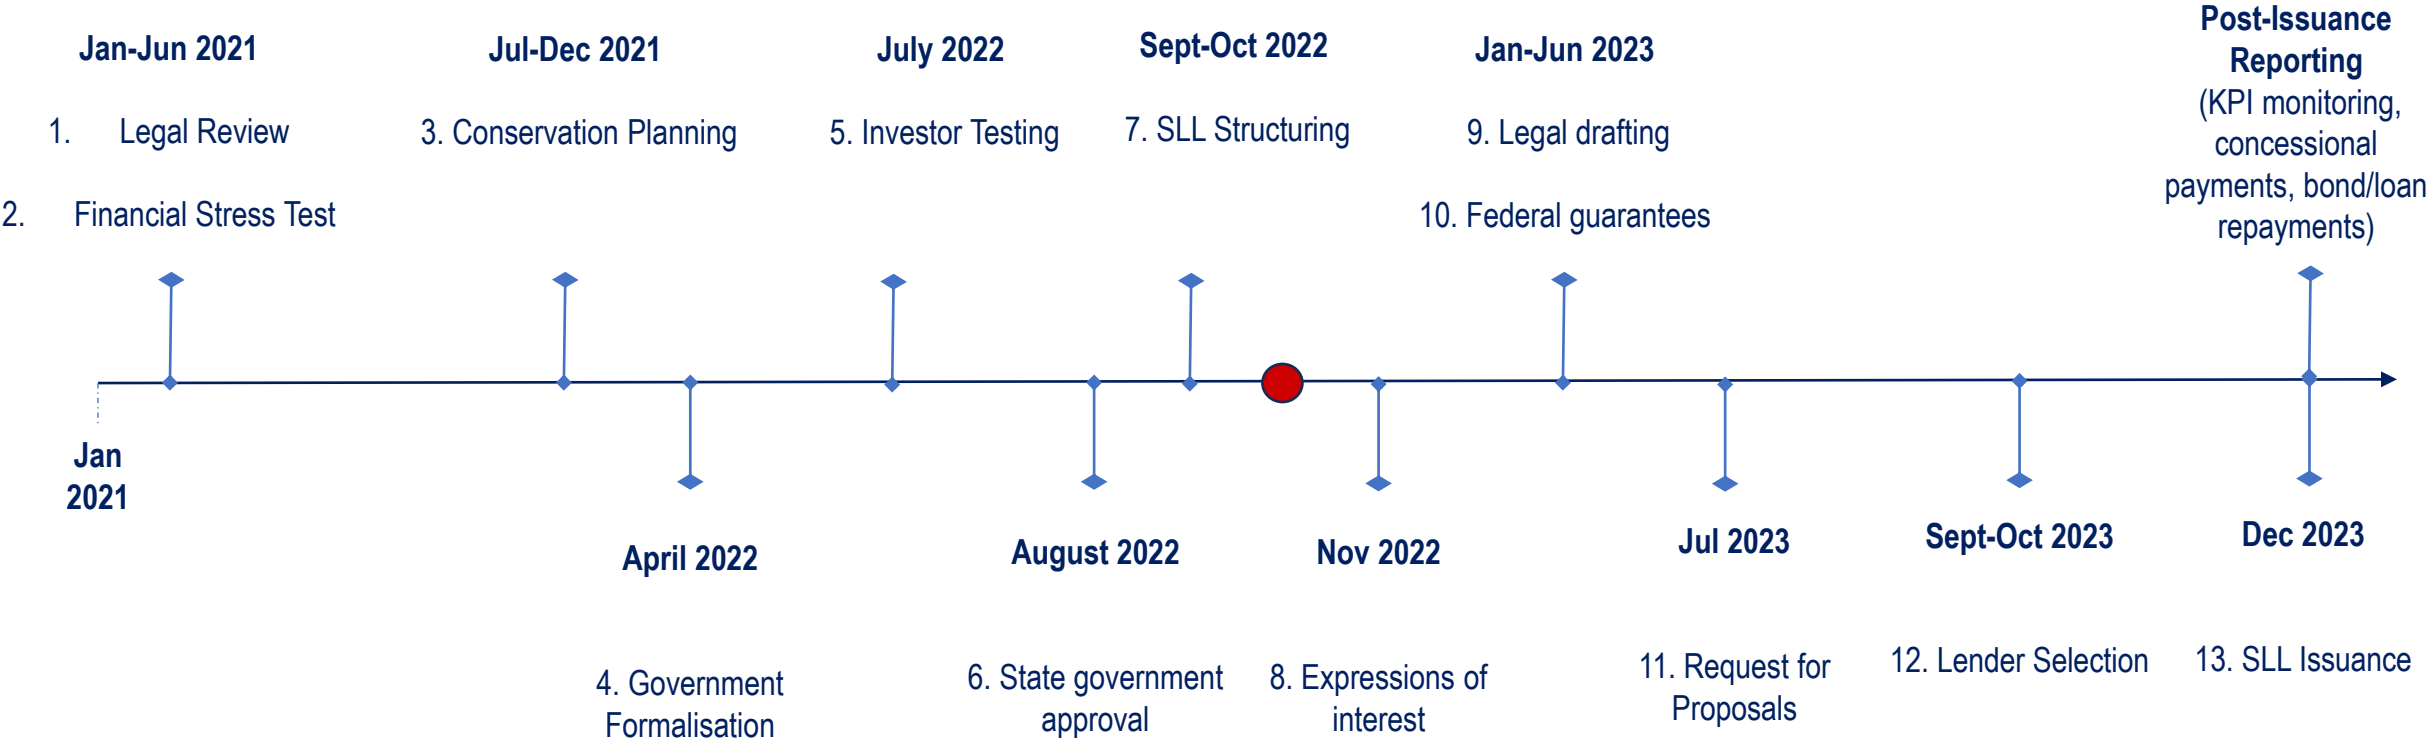 Jan-Jun 2021
1. Legal Review
2. Financial Stress Test
Jul-Dec 2021
3. Conservation Planning
July 2022
5. Investor Testing
Sept-Oct 2022
7. SLL Structuring
Jan-Jun 2023
9. Legal drafting
10. Federal guarantees
Post-Issuance
Reporting
(KPI monitoring,
concessional
payments, bond/loan
repayments)
Jan
2021
April 2022
4. Government
Formalisation
August 2022
6. State government
approval
Nov 2022
8. Expressions of
interest
Jul 2023
11. Request for
Proposals
Sept-Oct 2023
12. Lender Selection
Dec 2023
13. SLL Issuance